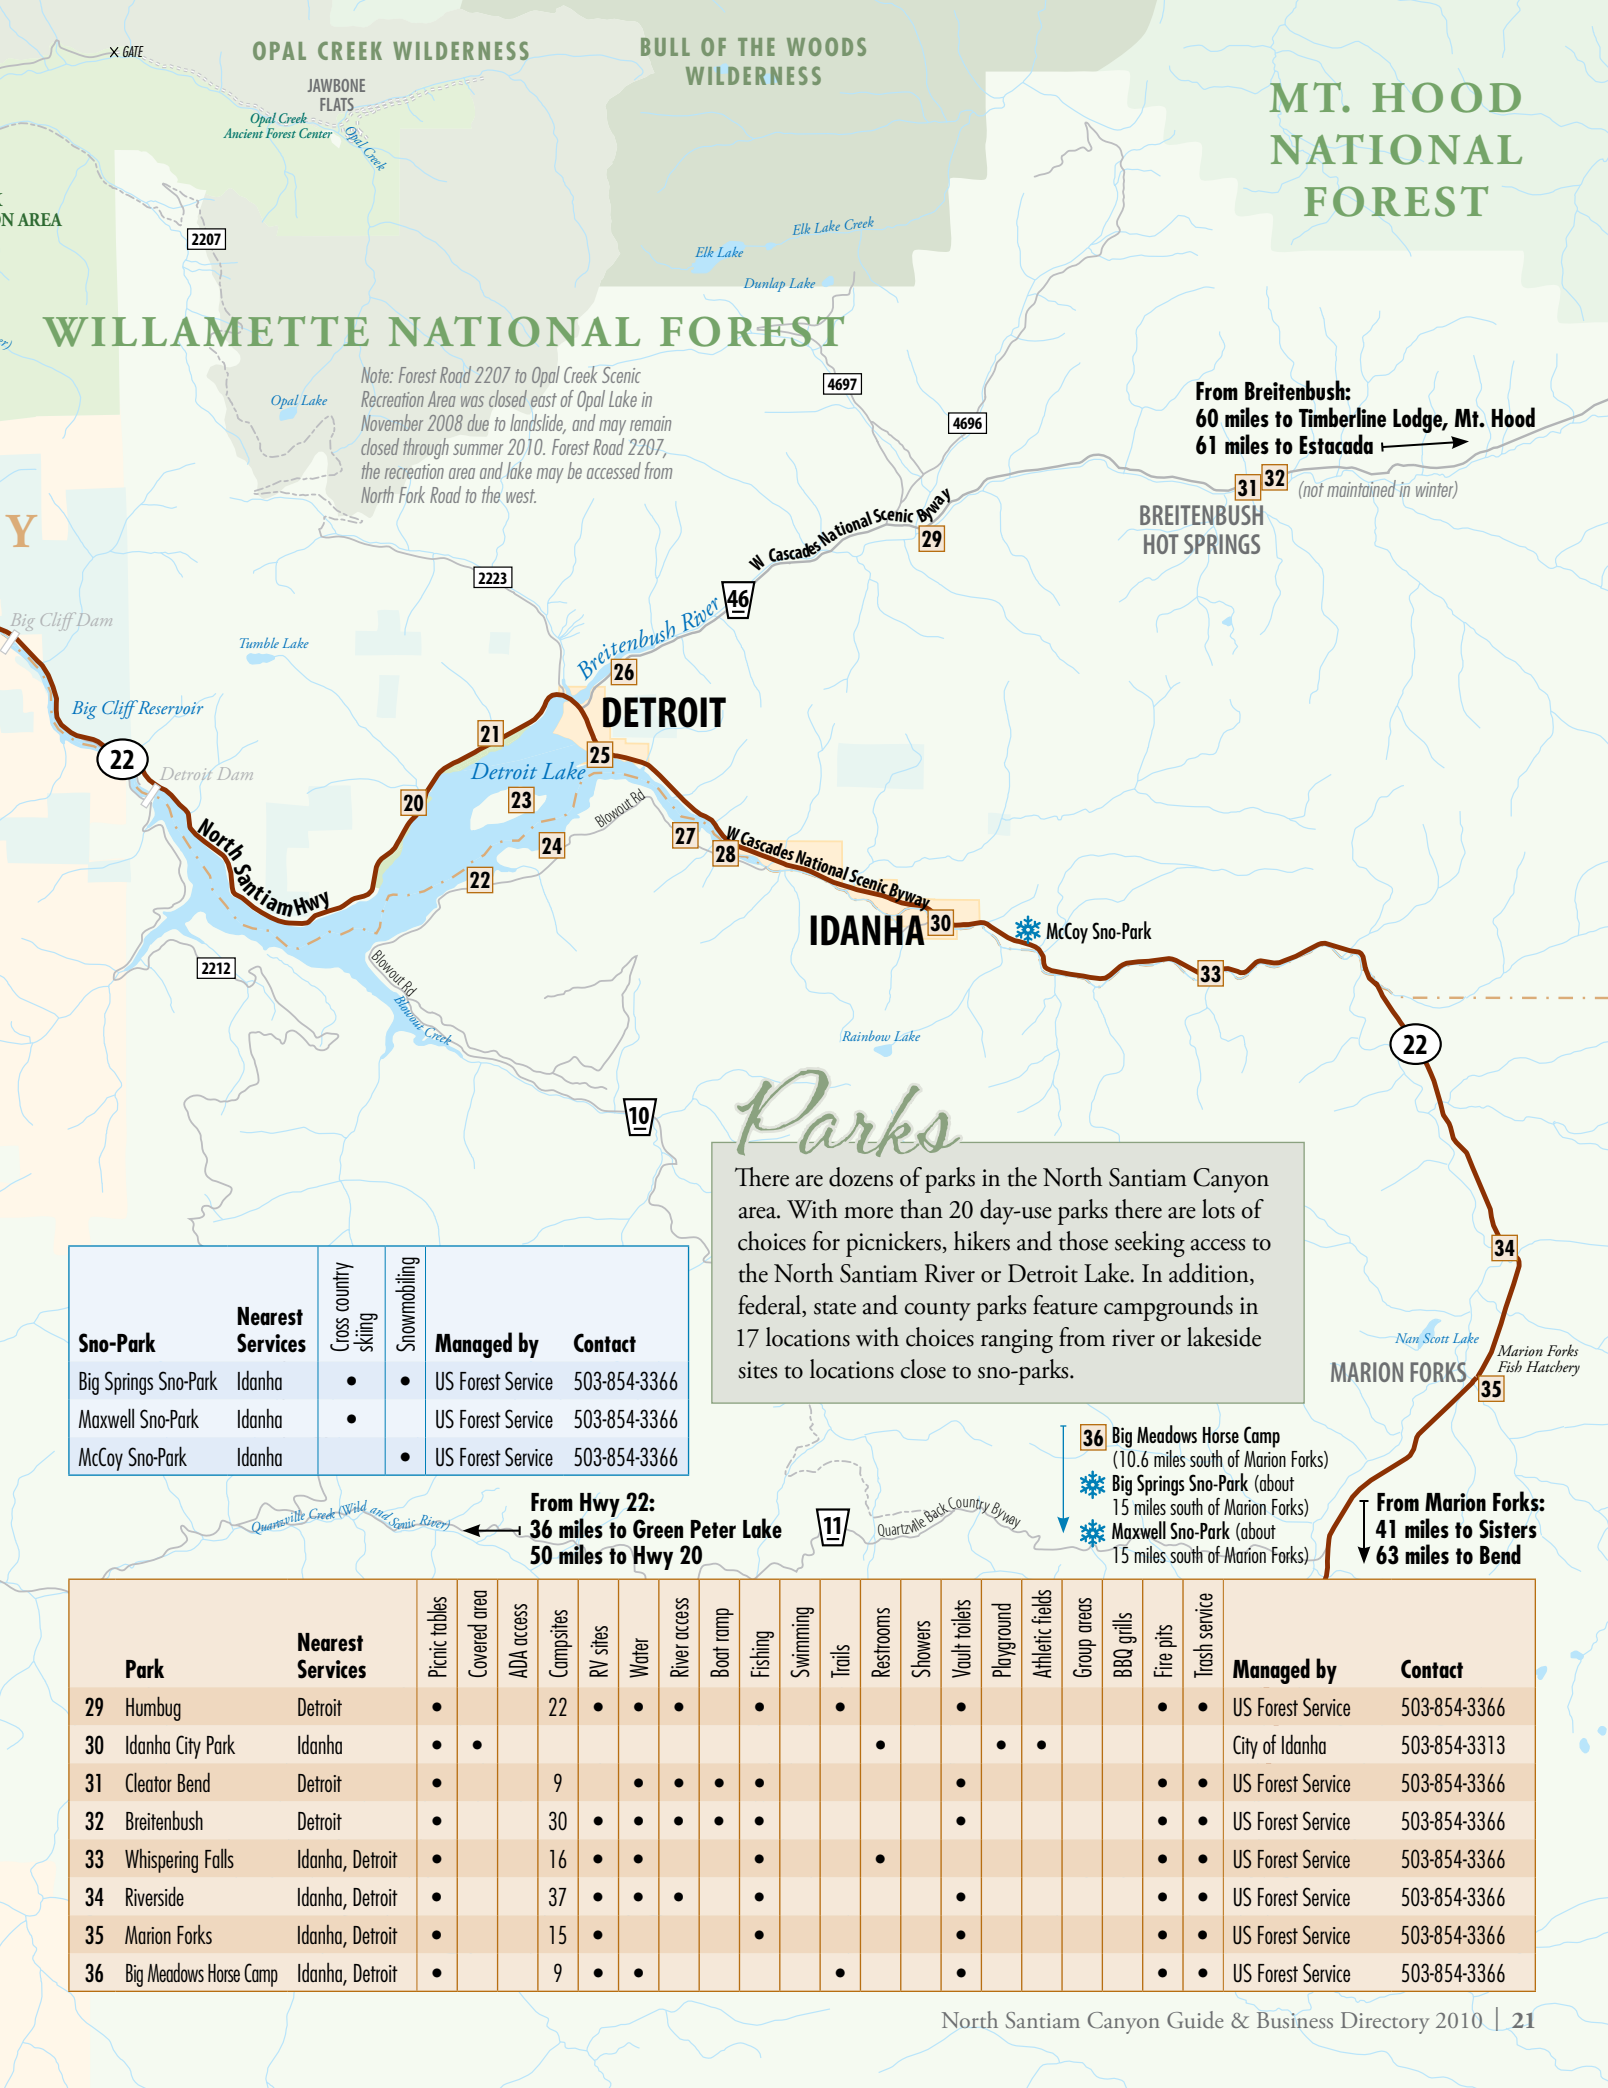 GATE
OPAL CREEK WILDERNESS
JAWBONE
FLATS
Opal Creek
Ancient Forest Center
Opal Creek
BULL OF THE WOODS
WILDERNESS
MT. HOOD
NATIONAL
FOREST
ON AREA
2207
Elk Lake
Elk Lake Creek
Dunlap Lake
WILLAMETTE NATIONAL FOREST
Note: Forest Road 2207 to Opal Creek Scenic
Recreation Area was closed east of Opal Lake in
November 2008 due to landslide, and may remain
closed through summer 2010. Forest Road 2207,
the recreation area and lake may be accessed from
North Fork Road to the west.
Opal Lake
4697
4696
From Breitenbush:
60 miles to Timberline Lodge, Mt. Hood
61 miles to Estacada
31
32
(not maintained in winter)
BREITENBUSH
HOT SPRINGS
Y
W Cascades National Scenic Byway
29
2223
46
Breitenbush River
26
Big Cliff Dam
Tumble Lake
Big Cliff Reservoir
22
Detroit Dam
DETROIT
21
25
Detroit Lake
20
23
Blowout Rd
24
27
28
22
North Santiam Hwy
W Cascades National Scenic Byway
IDANHA
30
McCoy Sno-Park
33
2212
Blowout Rd
Blowout Creek
Rainbow Lake
22
10
Parks
There are dozens of parks in the North Santiam Canyon
area. With more than 20 day-use parks there are lots of
choices for picnickers, hikers and those seeking access to
the North Santiam River or Detroit Lake. In addition,
federal, state and county parks feature campgrounds in
17 locations with choices ranging from river or lakeside
sites to locations close to sno-parks.
34
Nan Scott Lake
Marion Forks
Fish Hatchery
MARION FORKS
35
Sno-Park Nearest Services Cross country skiing Snowmobiling Managed by Contact
Big Springs Sno-Park Idanha • • US Forest Service 503-854-3366
Maxwell Sno-Park Idanha • US Forest Service 503-854-3366
McCoy Sno-Park Idanha • US Forest Service 503-854-3366
36 Big Meadows Horse Camp
(10.6 miles south of Marion Forks)
Big Springs Sno-Park (about
15 miles south of Marion Forks)
Maxwell Sno-Park (about
15 miles south of Marion Forks)
From Marion Forks:
41 miles to Sisters
63 miles to Bend
Quartzville Creek (Wild and Scenic River)
From Hwy 22:
36 miles to Green Peter Lake
50 miles to Hwy 20
11
Quartzville Back Country Byway
Park Nearest Services Picnic tables Covered area ADA access Campsites RV sites Water River access Boat ramp Fishing Swimming Trails Restrooms Showers Vault toilets Playground Athletic fields Group areas BBQ grills Fire pits Trash service Managed by Contact
29 Humbug Detroit • 22 • • • • • • • • US Forest Service 503-854-3366
30 Idanha City Park Idanha • • • • • City of Idanha 503-854-3313
31 Cleator Bend Detroit • 9 • • • • • • • US Forest Service 503-854-3366
32 Breitenbush Detroit • 30 • • • • • • • • US Forest Service 503-854-3366
33 Whispering Falls Idanha, Detroit • 16 • • • • • • US Forest Service 503-854-3366
34 Riverside Idanha, Detroit • 37 • • • • • • • US Forest Service 503-854-3366
35 Marion Forks Idanha, Detroit • 15 • • • • • US Forest Service 503-854-3366
36 Big Meadows Horse Camp Idanha, Detroit • 9 • • • • • • US Forest Service 503-854-3366
North Santiam Canyon Guide & Business Directory 2010 | 21